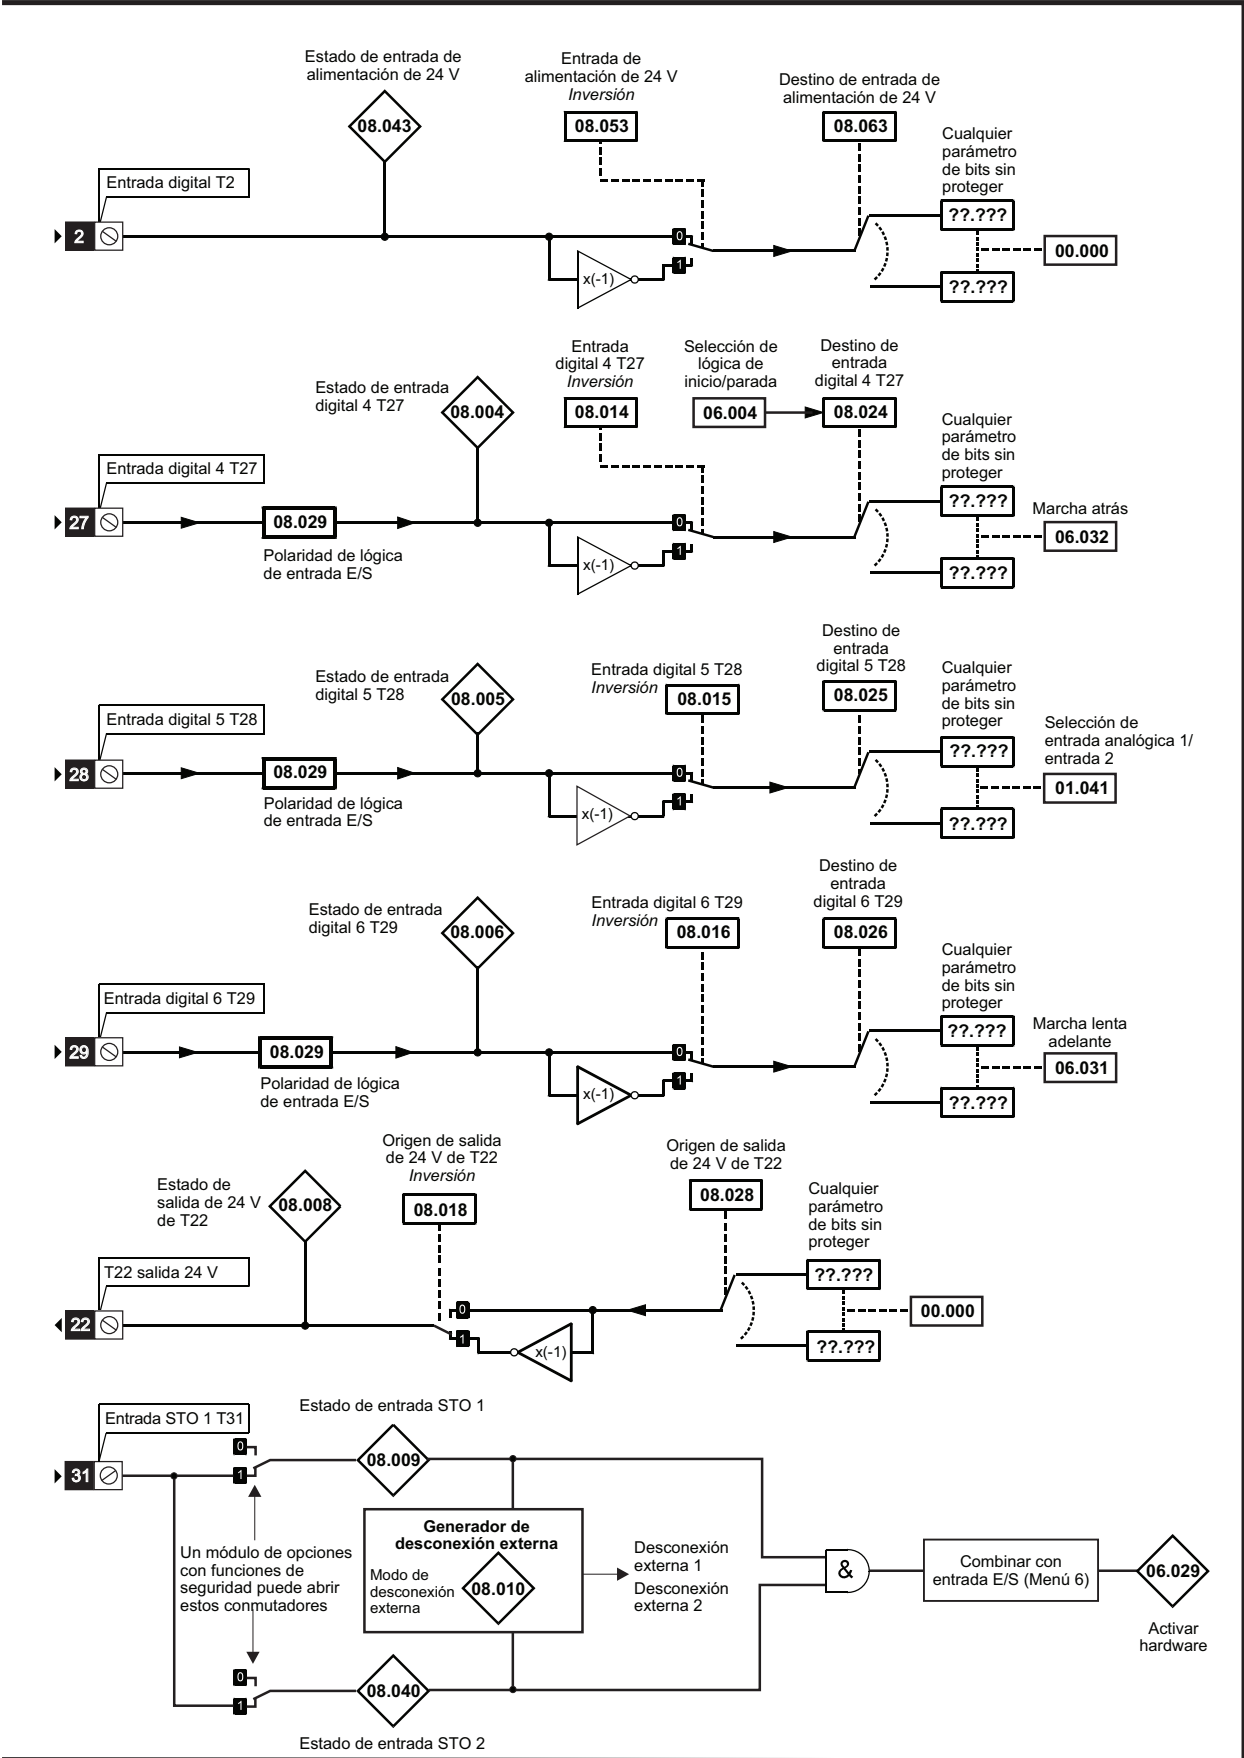 Estado de entrada de
alimentación de 24 V
08.043
Entrada de
alimentación de 24 V
Inversión
08.053
Destino de entrada de
alimentación de 24 V
08.063
Cualquier
parámetro
de bits sin
proteger
Entrada digital T2
2
0
1
x(-1)
??.???
??.???
00.000
Estado de entrada
digital 4 T27
08.004
Entrada
digital 4 T27
Inversión
08.014
Selección de
lógica de
inicio/parada
06.004
Destino de
entrada
digital 4 T27
08.024
Cualquier
parámetro
de bits sin
proteger
Entrada digital 4 T27
27
08.029
Polaridad de lógica
de entrada E/S
0
1
x(-1)
??.???
??.???
Marcha atrás
06.032
Estado de entrada
digital 5 T28
08.005
Entrada digital 5 T28
Inversión
08.015
Destino de
entrada
digital 5 T28
08.025
Cualquier
parámetro
de bits sin
proteger
Entrada digital 5 T28
28
08.029
Polaridad de lógica
de entrada E/S
0
1
x(-1)
??.???
??.???
Selección de
entrada analógica 1/
entrada 2
01.041
Estado de entrada
digital 6 T29
08.006
Entrada digital 6 T29
Inversión
08.016
Destino de
entrada
digital 6 T29
08.026
Cualquier
parámetro
de bits sin
proteger
Entrada digital 6 T29
29
08.029
Polaridad de lógica
de entrada E/S
0
1
x(-1)
??.???
??.???
Marcha lenta
adelante
06.031
Estado de
salida de 24 V
de T22
08.008
Origen de salida
de 24 V de T22
Inversión
08.018
Origen de salida
de 24 V de T22
08.028
Cualquier
parámetro
de bits sin
proteger
T22 salida 24 V
22
0
1
x(-1)
??.???
??.???
00.000
Entrada STO 1 T31
31
0
1
Estado de entrada STO 1
08.009
Un módulo de opciones
con funciones de
seguridad puede abrir
estos conmutadores
Generador de
desconexión externa
Modo de
desconexión
externa
08.010
Desconexión
externa 1
Desconexión
externa 2
&
Combinar con
entrada E/S (Menú 6)
06.029
Activar
hardware
0
1
08.040
Estado de entrada STO 2